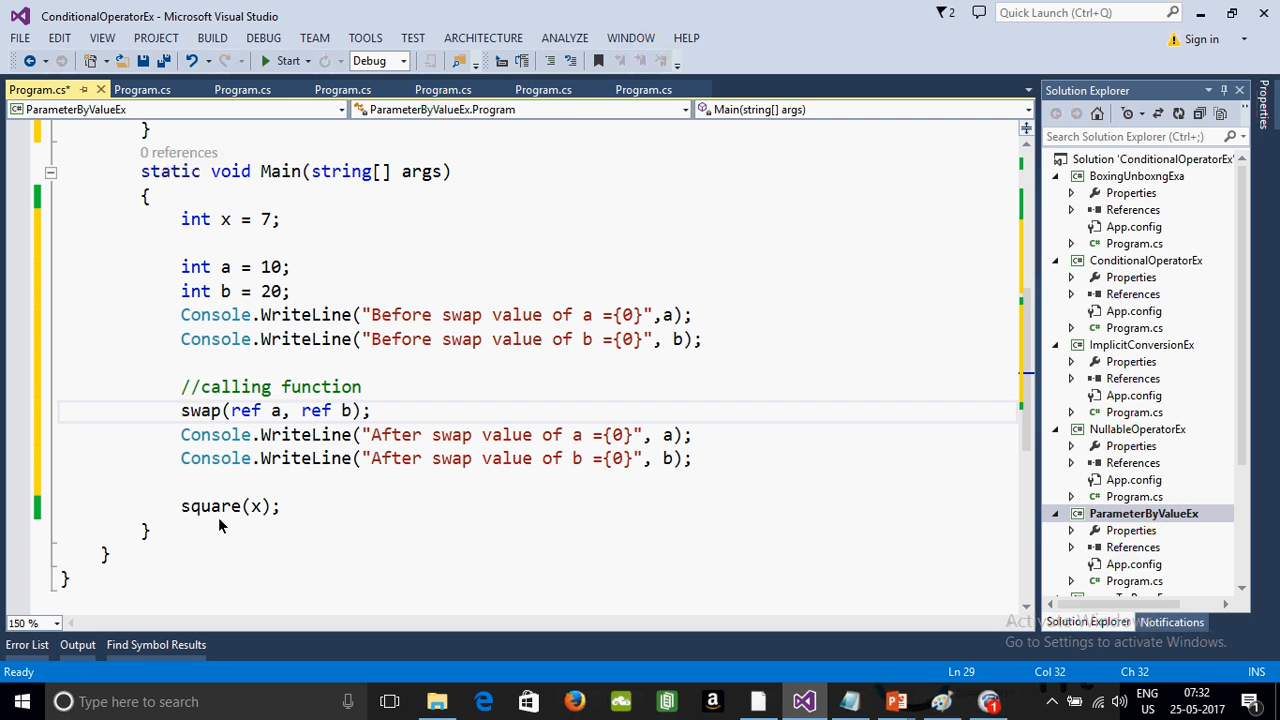 ConditionalOperatorEx - Microsoft Visual Studio
2
Quick Launch (Ctrl+Q)
FILE EDIT VIEW PROJECT BUILD DEBUG TEAM TOOLS TEST ARCHITECTURE ANALYZE WINDOW HELP
Sign in
Start Debug
Program.cs* Program.cs Program.cs Program.cs Program.cs Program.cs Program.cs
ParameterByValueEx ParameterByValueEx.Program Main(string[] args)
}
0 references
static void Main(string[] args)
{
int x = 7;
int a = 10;
int b = 20;
Console.WriteLine("Before swap value of a ={0}",a);
Console.WriteLine("Before swap value of b ={0}", b);
//calling function
swap(ref a, ref b);
Console.WriteLine("After swap value of a ={0}", a);
Console.WriteLine("After swap value of b ={0}", b);
square(x);
}
}
}
150 %
Solution Explorer
Search Solution Explorer (Ctrl+;)
Solution 'ConditionalOperatorEx'
BoxingUnboxngExa
Properties
References
App.config
Program.cs
ConditionalOperatorEx
Properties
References
App.config
Program.cs
ImplicitConversionEx
Properties
References
App.config
Program.cs
NullableOperatorEx
Properties
References
App.config
Program.cs
ParameterByValueEx
Properties
References
App.config
Program.cs
Solution Explorer Notifications
Properties
Activate Windows
Go to Settings to activate Windows.
Error List Output Find Symbol Results
Ready Ln 29 Col 32 Ch 32 INS
Type here to search
ENG
US
07:32
25-05-2017